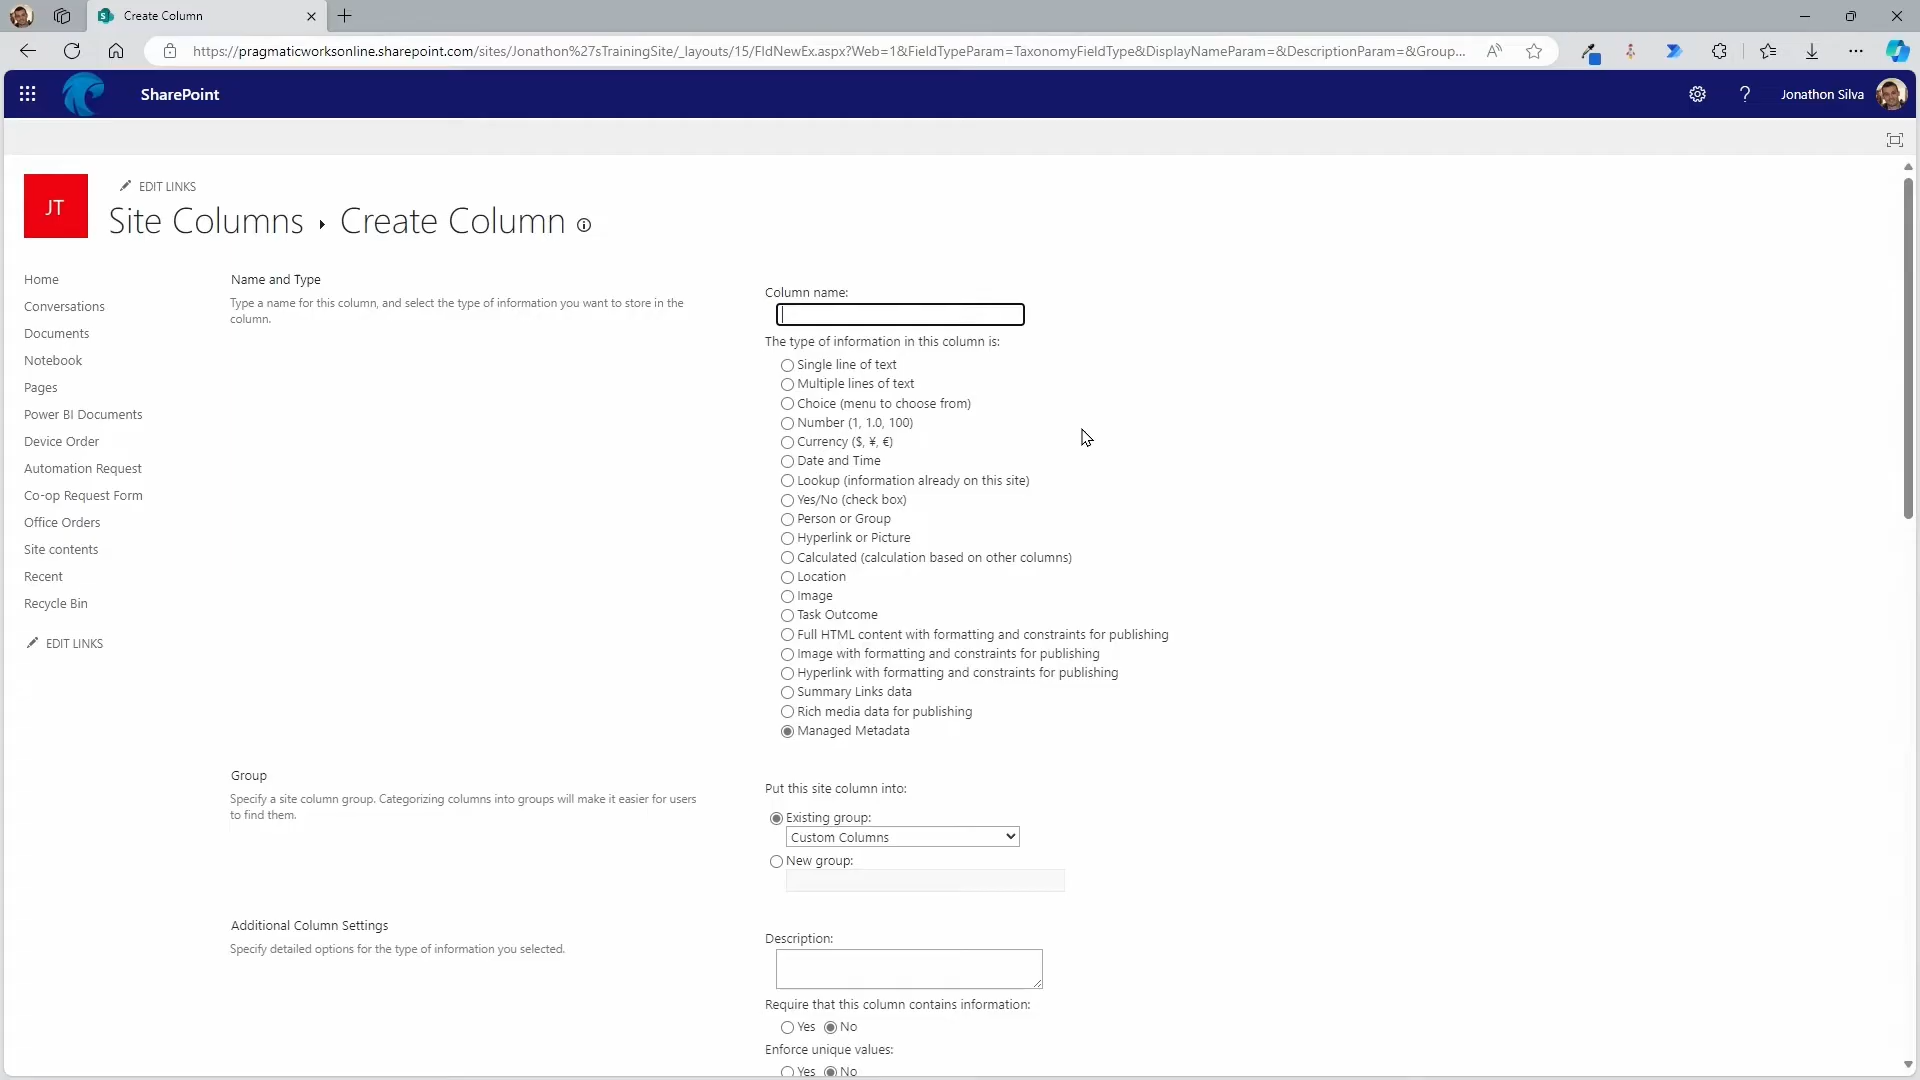 Create Column
https://pragmaticworksonline.sharepoint.com/sites/Jonathon%27sTrainingSite/_layouts/15/FldNewEx.aspx?Web=1&FieldTypeParam=TaxonomyFieldType&DisplayNameParam=&DescriptionParam=&Group...
SharePoint
Jonathon Silva
JT
EDIT LINKS
Site Columns ▸ Create Column
Home
Conversations
Documents
Notebook
Pages
Power BI Documents
Device Order
Automation Request
Co-op Request Form
Office Orders
Site contents
Recent
Recycle Bin
EDIT LINKS
Name and Type
Type a name for this column, and select the type of information you want to store in the
column.
Column name:
The type of information in this column is:
Single line of text
Multiple lines of text
Choice (menu to choose from)
Number (1, 1.0, 100)
Currency ($, ¥, €)
Date and Time
Lookup (information already on this site)
Yes/No (check box)
Person or Group
Hyperlink or Picture
Calculated (calculation based on other columns)
Location
Image
Task Outcome
Full HTML content with formatting and constraints for publishing
Image with formatting and constraints for publishing
Hyperlink with formatting and constraints for publishing
Summary Links data
Rich media data for publishing
Managed Metadata
Group
Specify a site column group. Categorizing columns into groups will make it easier for users
to find them.
Put this site column into:
Existing group:
Custom Columns
New group:
Additional Column Settings
Specify detailed options for the type of information you selected.
Description:
Require that this column contains information:
Yes No
Enforce unique values:
Yes No